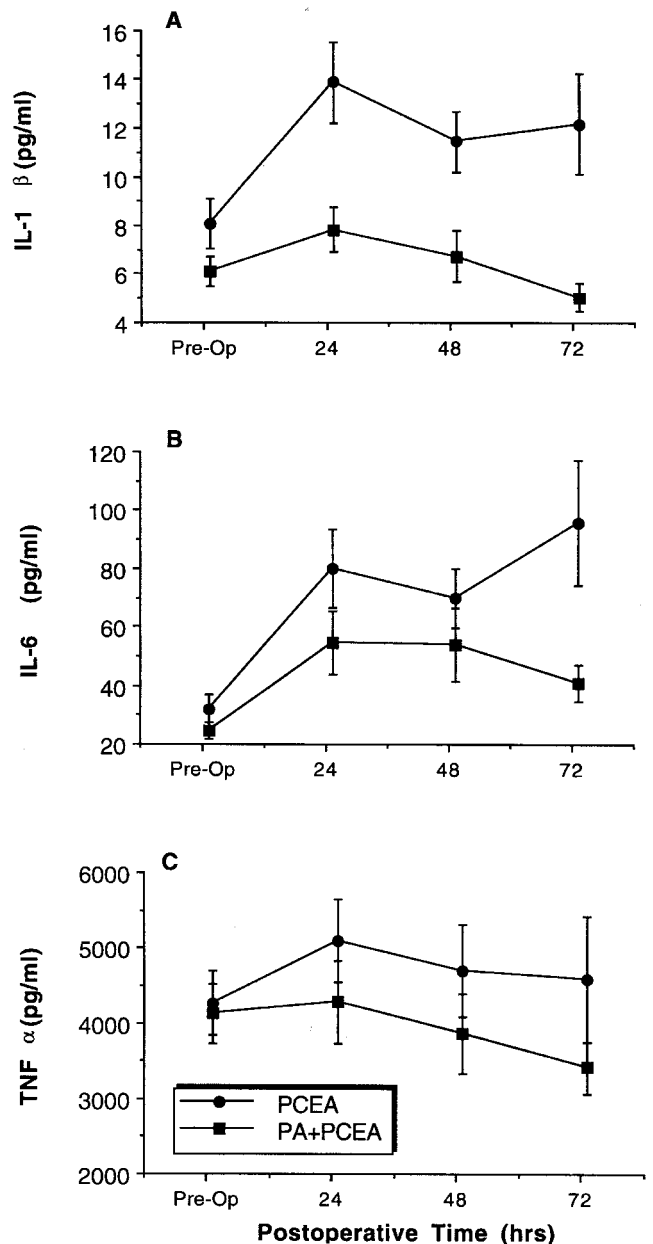 A
16
14
12
10
8
6
4
IL-1 β (pg/ml)
Pre-Op 24 48 72
B
120
100
80
60
40
20
IL-6 (pg/ml)
Pre-Op 24 48 72
C
6000
5000
4000
3000
2000
TNF α (pg/ml)
PCEA
PA+PCEA
Pre-Op 24 48 72
Postoperative Time (hrs)